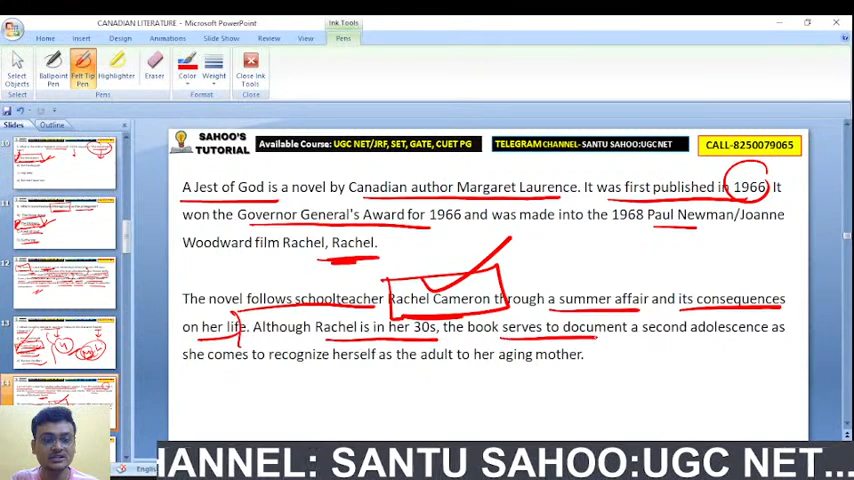 CANADIAN LITERATURE - Microsoft PowerPoint
Ink Tools
Home Insert Design Animations Slide Show Review View Pens
Select Objects
Ballpoint Pen
Felt Tip Pen
Highlighter
Eraser
Color
Weight
Close Ink Tools
Select Pens Format Close
Slides Outline
10
11
12
13
14
SAHOO'S TUTORIAL
Available Course: UGC NET/JRF, SET, GATE, CUET PG
TELEGRAM CHANNEL- SANTU SAHOO:UGC NET
CALL-8250079065
A Jest of God is a novel by Canadian author Margaret Laurence. It was first published in 1966. It
won the Governor General's Award for 1966 and was made into the 1968 Paul Newman/Joanne
Woodward film Rachel, Rachel.
The novel follows schoolteacher Rachel Cameron through a summer affair and its consequences
on her life. Although Rachel is in her 30s, the book serves to document a second adolescence as
she comes to recognize herself as the adult to her aging mother.
English
HANNEL: SANTU SAHOO:UGC NET...